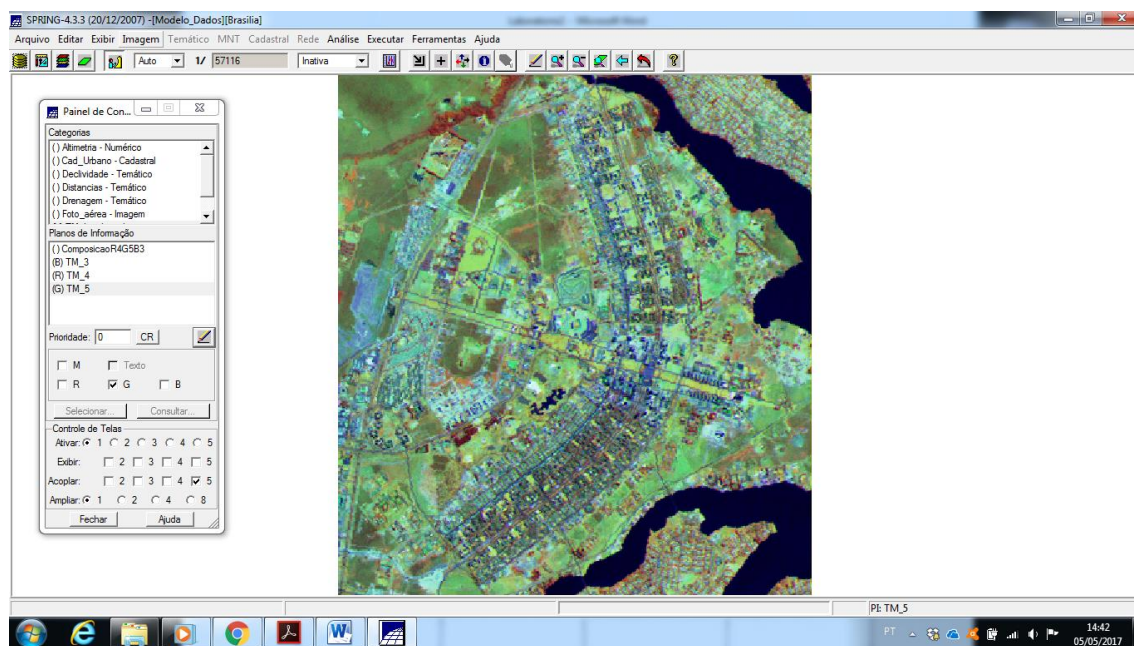 SPRING-4.3.3 (20/12/2007) -[Modelo_Dados][Brasilia]
Arquivo Editar Exibir Imagem Temático MNT Cadastral Rede Análise Executar Ferramentas Ajuda
Auto 1/ 57116 Inativa
Painel de Con...
Categorias
( ) Altimetria - Numérico
( ) Cad_Urbano - Cadastral
( ) Declividade - Temático
( ) Distancias - Temático
( ) Drenagem - Temático
( ) Foto_aérea - Imagem
Planos de Informação
( ) ComposicaoR4G5B3
(B) TM_3
(R) TM_4
(G) TM_5
Prioridade: 0 CR
M Texto
R G B
Selecionar... Consultar...
Controle de Telas
Ativar: 1 2 3 4 5
Exibir: 2 3 4 5
Acoplar: 2 3 4 5
Ampliar: 1 2 4 8
Fechar Ajuda
PI: TM_5
PT 14:42
05/05/2017